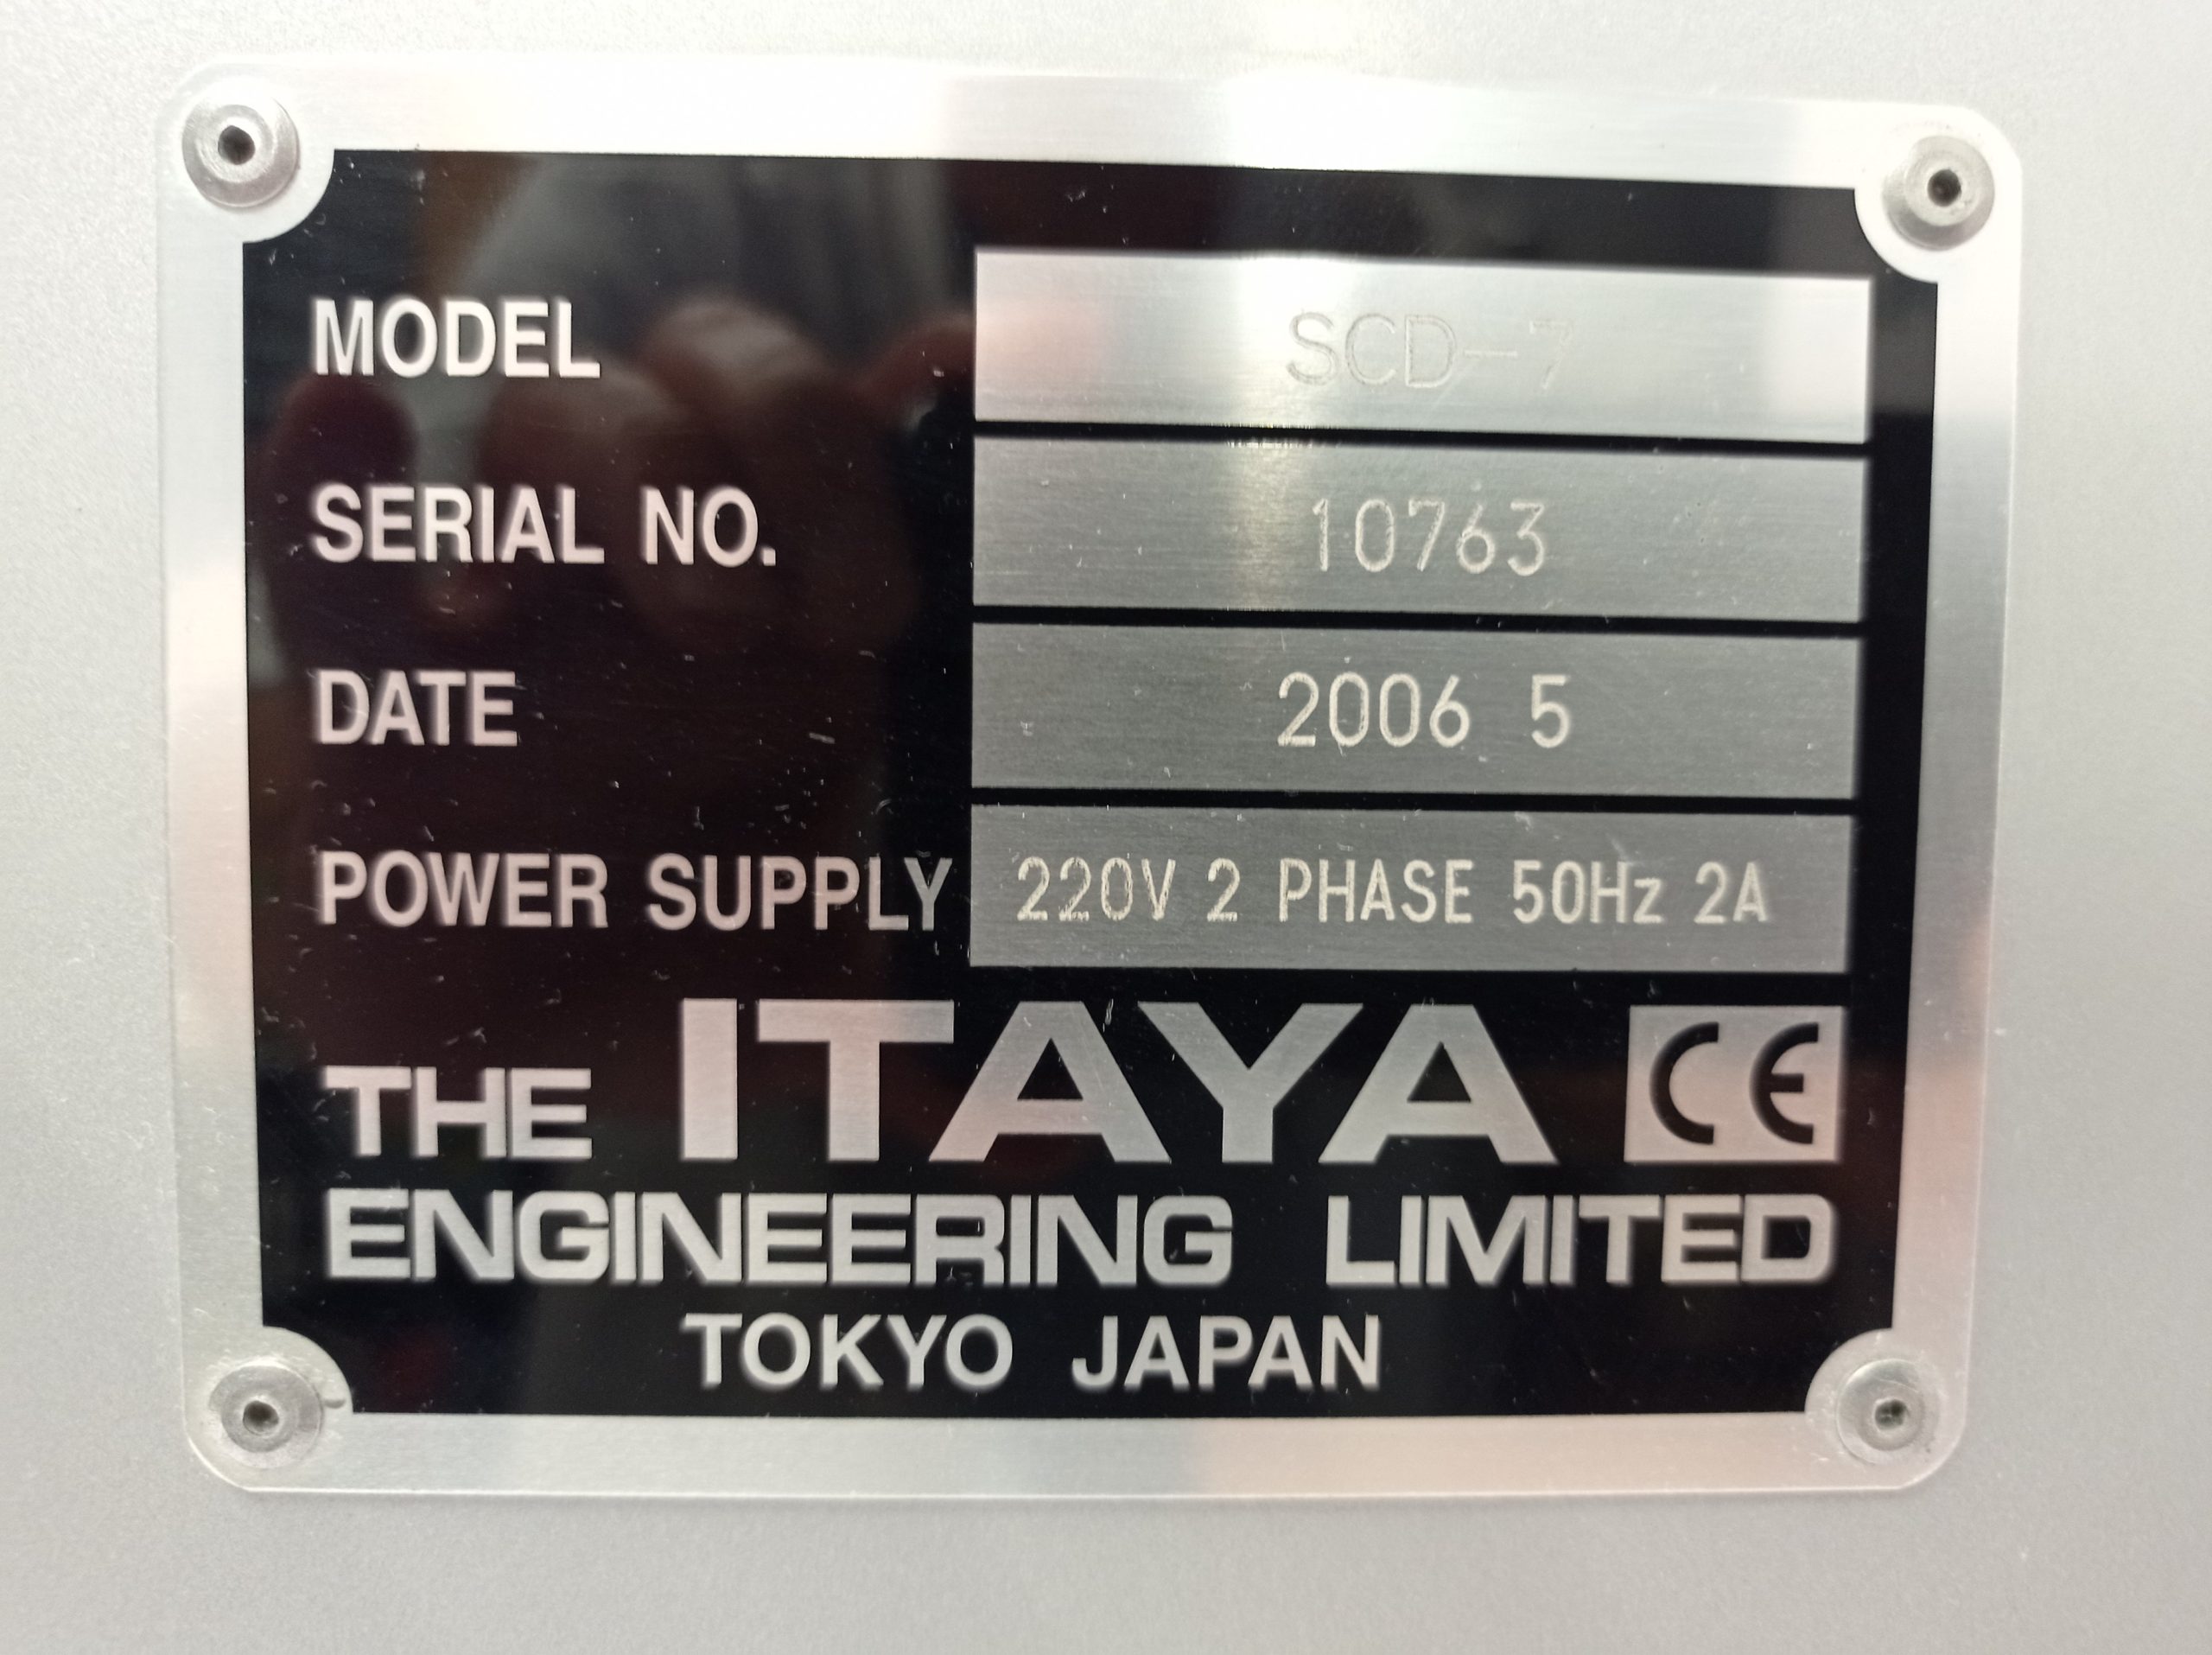 MODEL SCD-7
SERIAL NO. 10763
DATE 2006 5
POWER SUPPLY 220V 2 PHASE 50Hz 2A
THE ITAYA CE
ENGINEERING LIMITED
TOKYO JAPAN